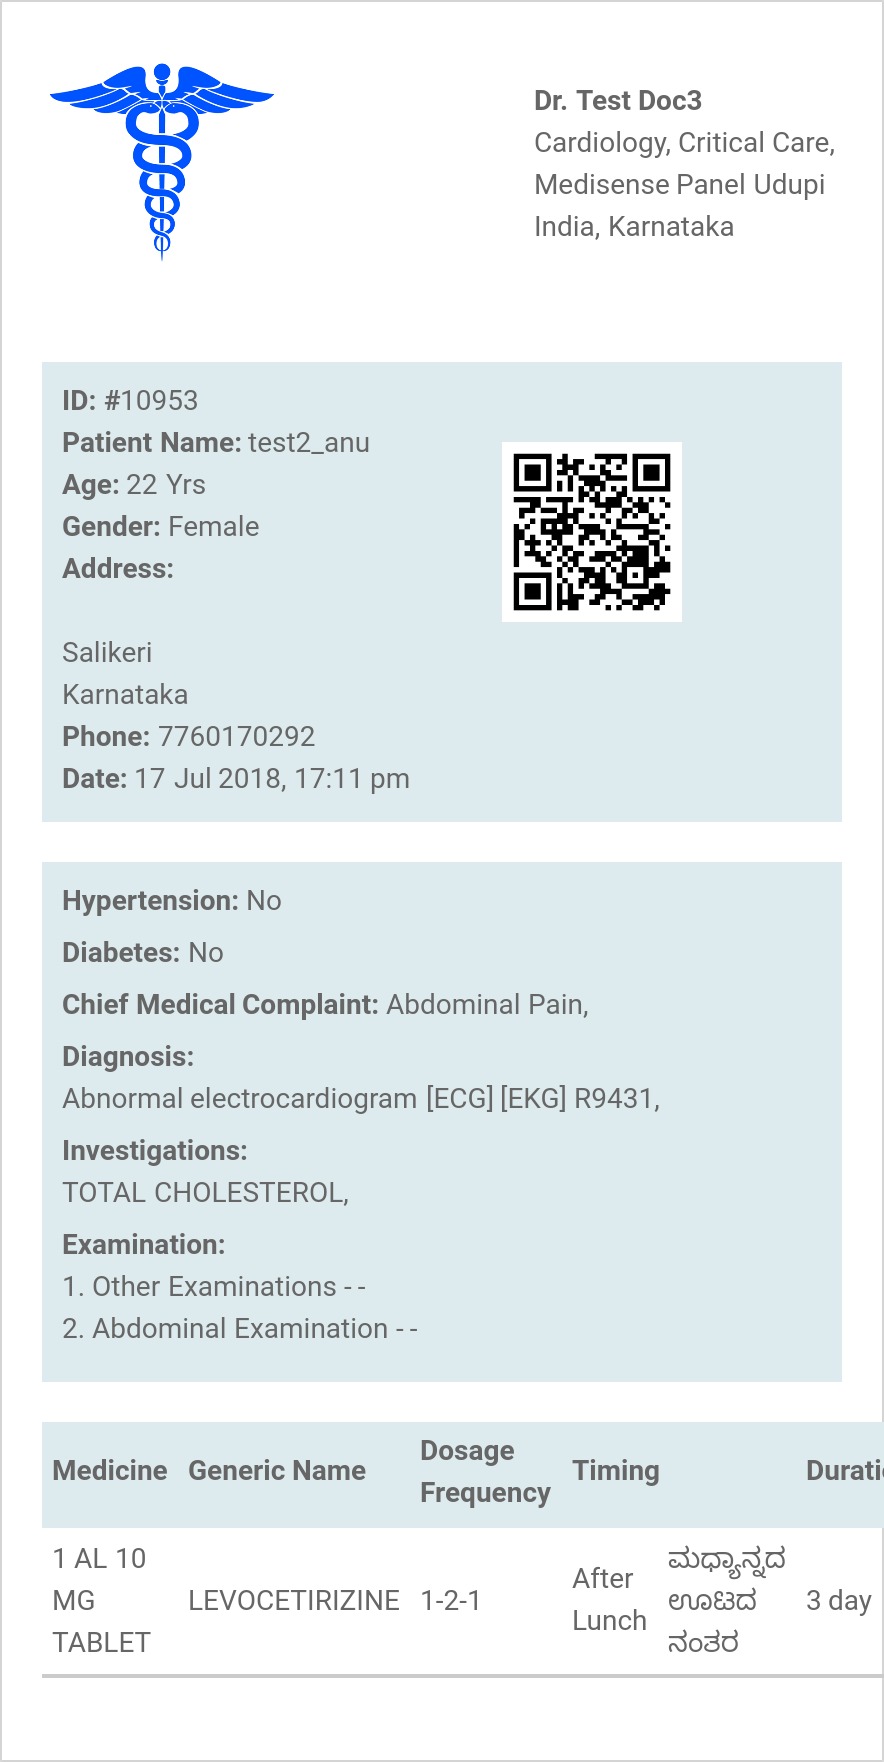 Dr. Test Doc3
Cardiology, Critical Care,
Medisense Panel Udupi
India, Karnataka
ID: #10953
Patient Name: test2_anu
Age: 22 Yrs
Gender: Female
Address:
Salikeri
Karnataka
Phone: 7760170292
Date: 17 Jul 2018, 17:11 pm
Hypertension: No
Diabetes: No
Chief Medical Complaint: Abdominal Pain,
Diagnosis:
Abnormal electrocardiogram [ECG] [EKG] R9431,
Investigations:
TOTAL CHOLESTEROL,
Examination:
1. Other Examinations - -
2. Abdominal Examination - -
Medicine Generic Name Dosage Frequency Timing
1 AL 10 MG TABLET LEVOCETIRIZINE 1-2-1 After Lunch ಮಧ್ಯಾನ್ನದ ಊಟದ ನಂತರ 3 day